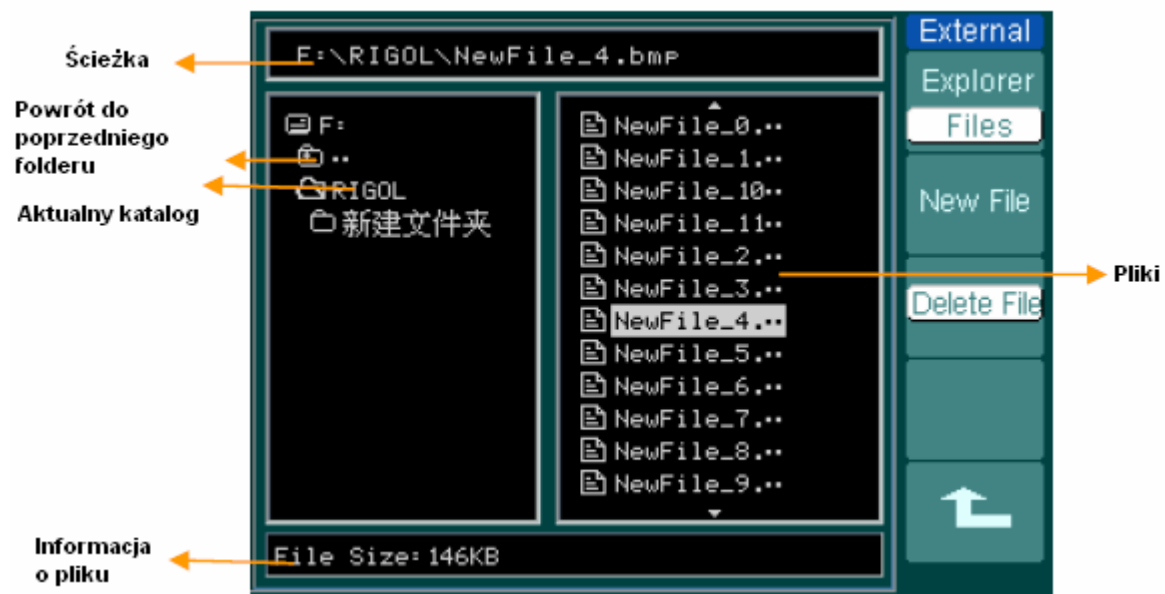 Ścieżka
Powrót do
poprzedniego
folderu
Aktualny katalog
Informacja
o pliku
F:\RIGOL\NewFile_4.bmp
F:
..
RIGOL
新建文件夹
NewFile_0...
NewFile_1...
NewFile_10..
NewFile_11..
NewFile_2...
NewFile_3...
NewFile_4...
NewFile_5...
NewFile_6...
NewFile_7...
NewFile_8...
NewFile_9...
File Size: 146KB
External
Explorer
Files
New File
Delete File
Pliki